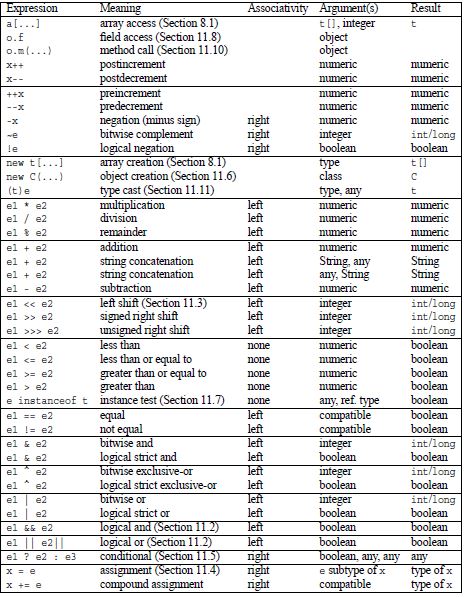 Expression Meaning Associativity Argument(s) Result
a[...] array access (Section 8.1) t[], integer t
o.f field access (Section 11.8) object
o.m(...) method call (Section 11.10) object
x++ postincrement numeric numeric
x-- postdecrement numeric numeric
++x preincrement numeric numeric
--x predecrement numeric numeric
-x negation (minus sign) right numeric numeric
~e bitwise complement right integer int/long
!e logical negation right boolean boolean
new t[...] array creation (Section 8.1) type t[]
new C(...) object creation (Section 11.6) class C
(t)e type cast (Section 11.11) type, any t
e1 * e2 multiplication left numeric numeric
e1 / e2 division left numeric numeric
e1 % e2 remainder left numeric numeric
e1 + e2 addition left numeric numeric
e1 + e2 string concatenation left String, any String
e1 + e2 string concatenation left any, String String
e1 - e2 subtraction left numeric numeric
e1 << e2 left shift (Section 11.3) left integer int/long
e1 >> e2 signed right shift left integer int/long
e1 >>> e2 unsigned right shift left integer int/long
e1 < e2 less than none numeric boolean
e1 <= e2 less than or equal to none numeric boolean
e1 >= e2 greater than or equal to none numeric boolean
e1 > e2 greater than none numeric boolean
e instanceof t instance test (Section 11.7) none any, ref. type boolean
e1 == e2 equal left compatible boolean
e1 != e2 not equal left compatible boolean
e1 & e2 bitwise and left integer int/long
e1 & e2 logical strict and left boolean boolean
e1 ^ e2 bitwise exclusive-or left integer int/long
e1 ^ e2 logical strict exclusive-or left boolean boolean
e1 | e2 bitwise or left integer int/long
e1 | e2 logical strict or left boolean boolean
e1 && e2 logical and (Section 11.2) left boolean boolean
e1 || e2|| logical or (Section 11.2) left boolean boolean
e1 ? e2 : e3 conditional (Section 11.5) right boolean, any, any any
x = e assignment (Section 11.4) right e subtype of x type of x
x += e compound assignment right compatible type of x